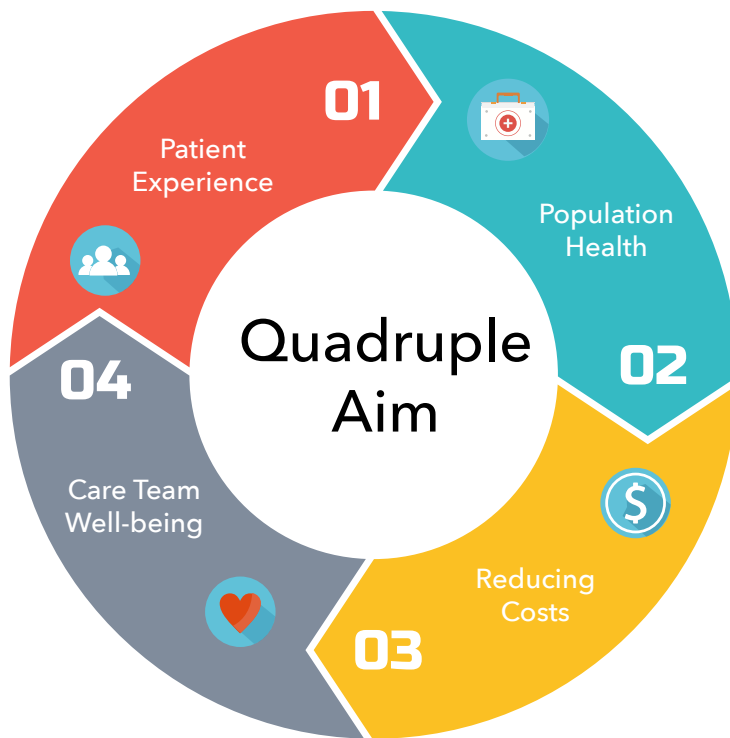 01
Patient
Experience
Population
Health
02
Quadruple
Aim
04
Care Team
Well-being
$
Reducing
Costs
03